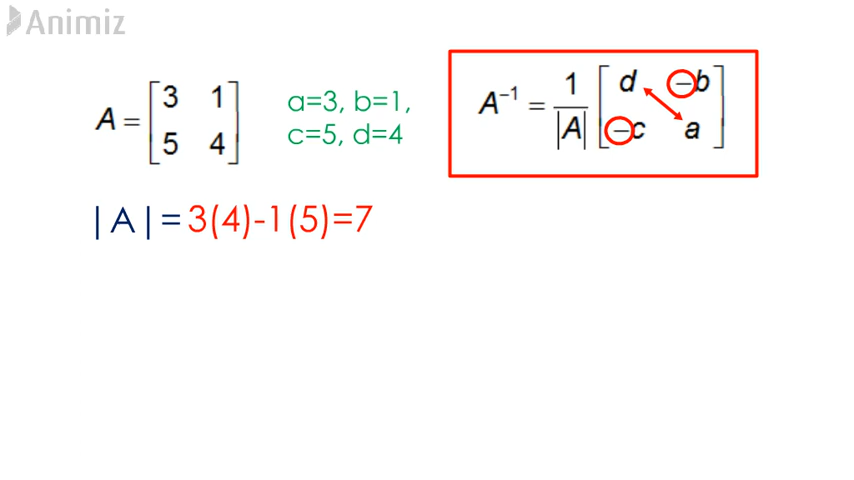 Animiz
A = [3 1
5 4]
a=3, b=1,
c=5, d=4
A⁻¹ = 1/|A| [d −b
−c a]
|A|= 3(4)-1(5)=7